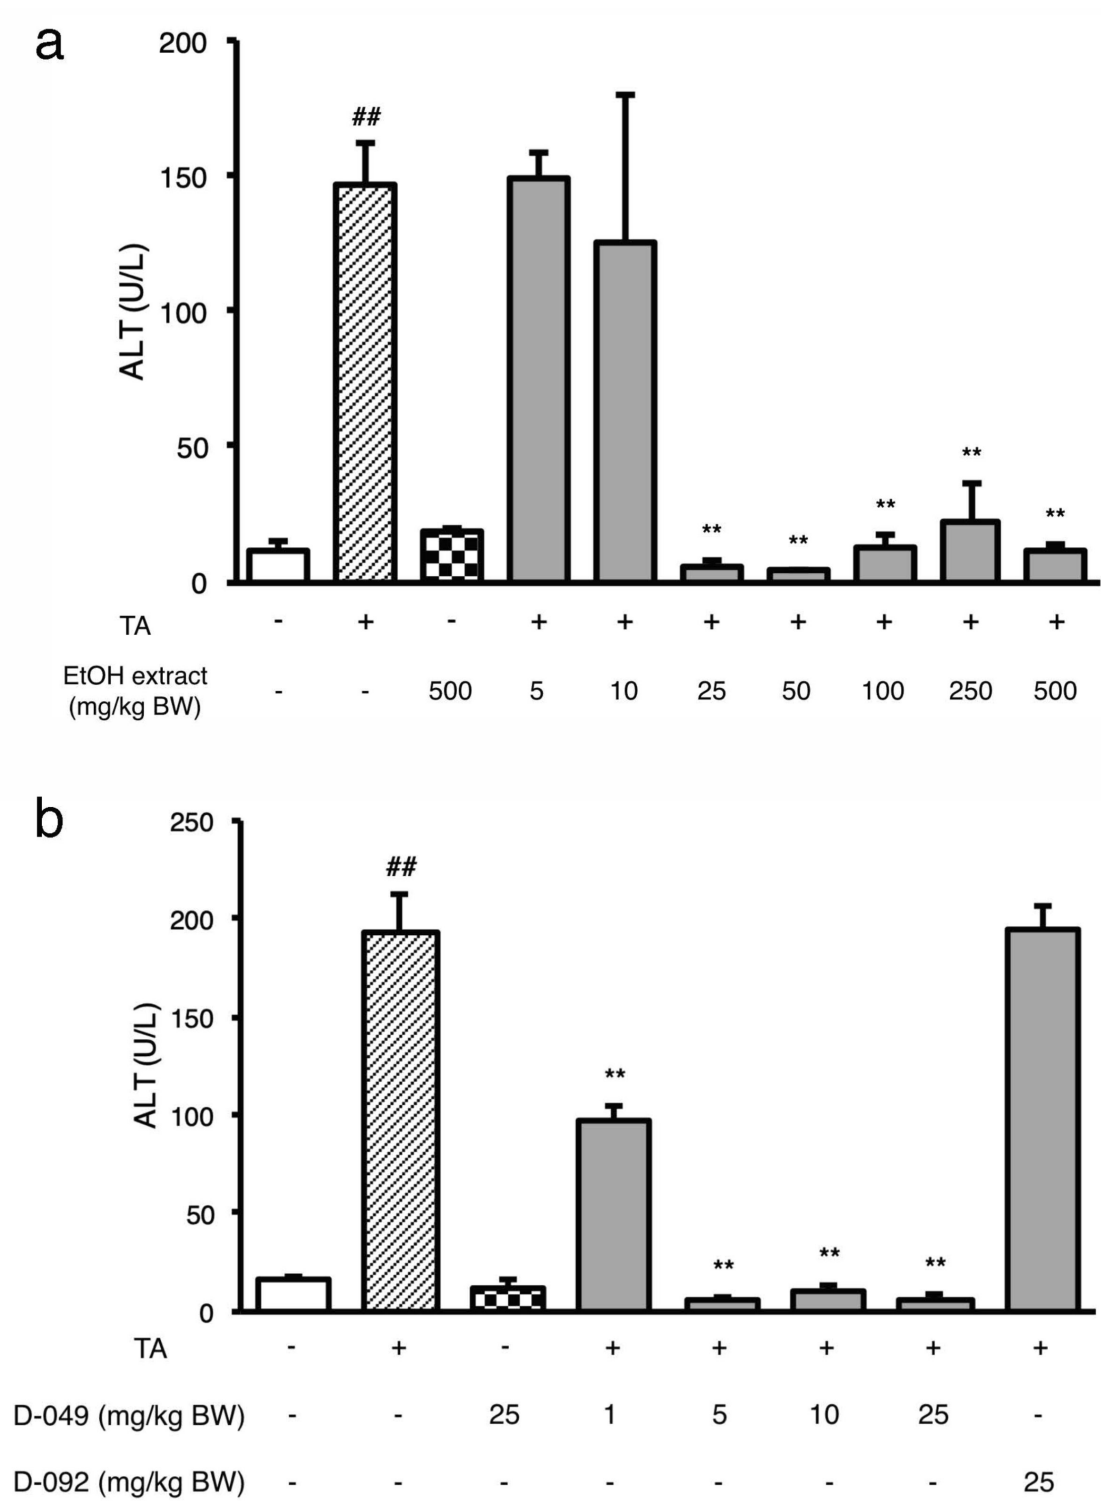 a
200
##
150
ALT (U/L)
100
50
**
**
**
**
**
0
TA - + - + + + + + + +
EtOH extract
(mg/kg BW) - - 500 5 10 25 50 100 250 500
b
250
##
200
150
ALT (U/L)
**
100
50
**
**
**
0
TA - + - + + + + +
D-049 (mg/kg BW) - - 25 1 5 10 25 -
D-092 (mg/kg BW) - - - - - - - 25